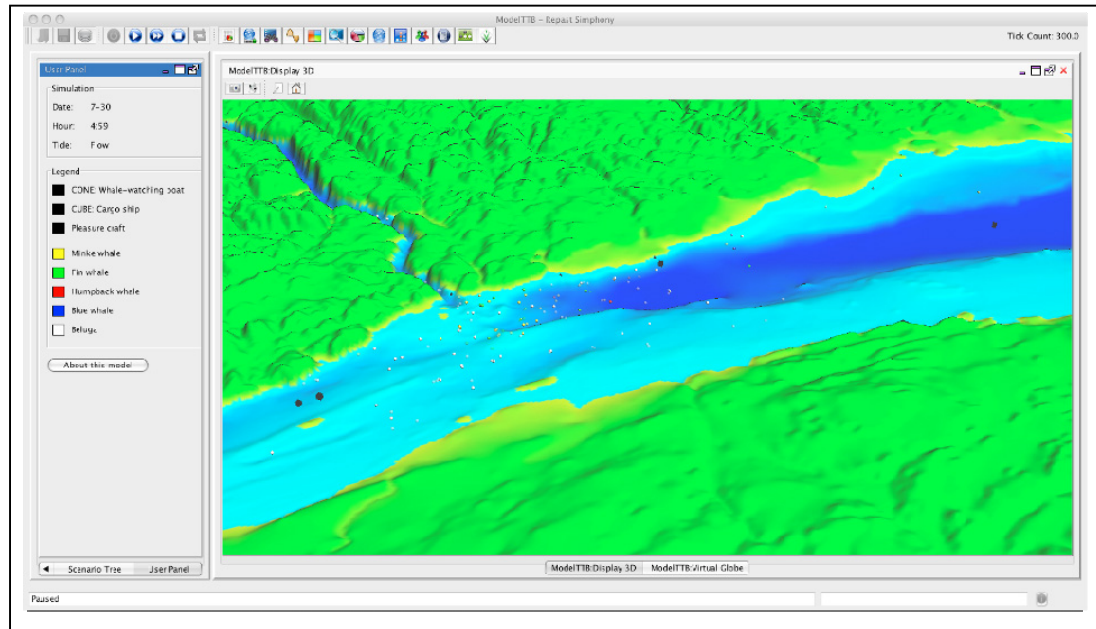 ModelTTB - Repast Simphony
Tick Count: 300.0
User Panel
ModelTTB:Display 3D
Simulation
Date: 7-30
Hour: 4:59
Tide: Flow
Legend
CONE: Whale-watching boat
CUBE: Cargo ship
Pleasure craft
Minke whale
Fin whale
Humpback whale
Blue whale
Beluga
About this model
Scenario Tree
User Panel
ModelTTB:Display 3D
ModelTTB:Virtual Globe
Paused